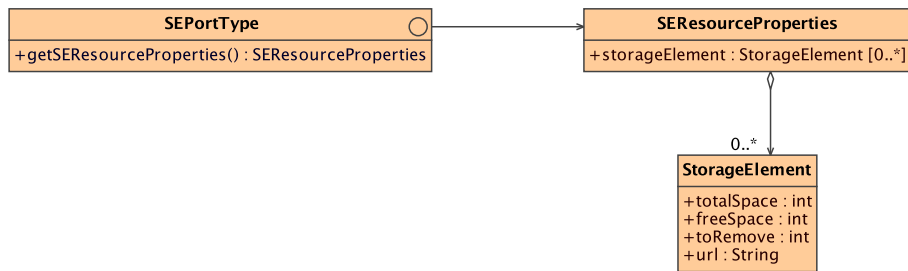 SEPortType
+getSEResourceProperties() : SEResourceProperties
SEResourceProperties
+storageElement : StorageElement [0..*]
0..*
StorageElement
+totalSpace : int
+freeSpace : int
+toRemove : int
+url : String